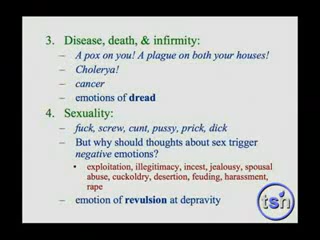 3. Disease, death, & infirmity:
– A pox on you! A plague on both your houses!
– Cholerya!
– cancer
– emotions of dread
4. Sexuality:
– fuck, screw, cunt, pussy, prick, dick
– But why should thoughts about sex trigger
negative emotions?
• exploitation, illegitimacy, incest, jealousy, spousal
abuse, cuckoldry, desertion, feuding, harassment,
rape
– emotion of revulsion at depravity
tsn